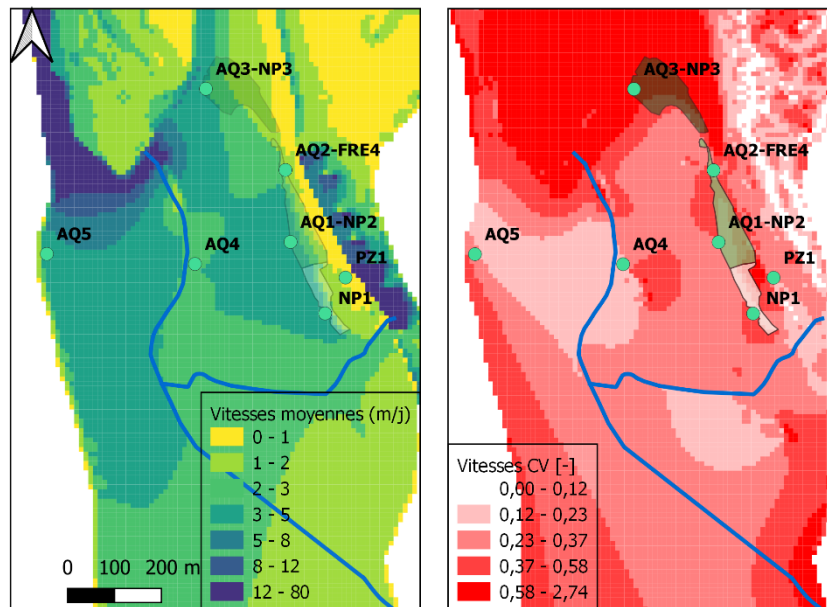 AQ3-NP3
AQ2-FRE4
AQ1-NP2
AQ5
AQ4
PZ1
NP1
Vitesses moyennes (m/j)
0 - 1
1 - 2
2 - 3
3 - 5
5 - 8
8 - 12
12 - 80
0 100 200 m
AQ3-NP3
AQ2-FRE4
AQ1-NP2
AQ5
AQ4
PZ1
NP1
Vitesses CV [-]
0,00 - 0,12
0,12 - 0,23
0,23 - 0,37
0,37 - 0,58
0,58 - 2,74